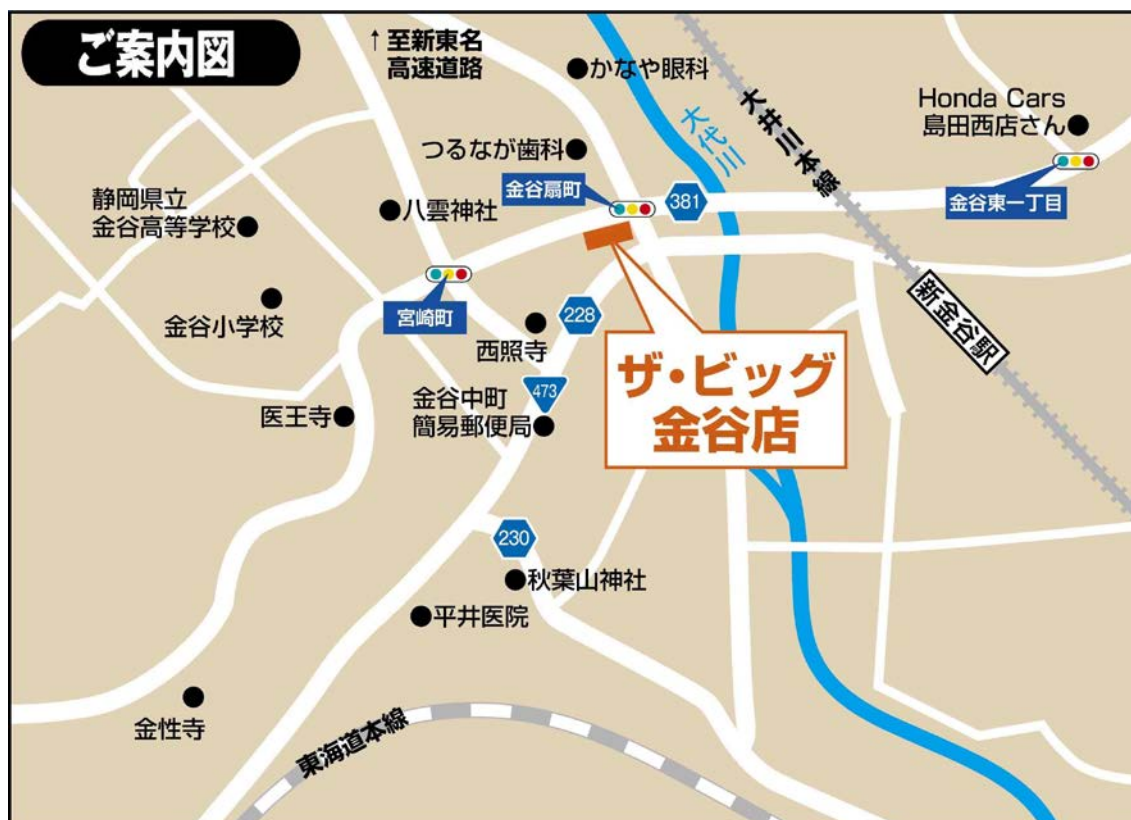 ご案内図
↑至新東名
高速道路
かなや眼科
大代川
大井川本線
Honda Cars
島田西店さん
つるなが歯科
金谷扇町
381
金谷東一丁目
静岡県立
金谷高等学校
八雲神社
宮崎町
金谷小学校
西照寺
228
新金谷駅
ザ・ビッグ
金谷店
473
金谷中町
簡易郵便局
医王寺
230
秋葉山神社
平井医院
金性寺
東海道本線